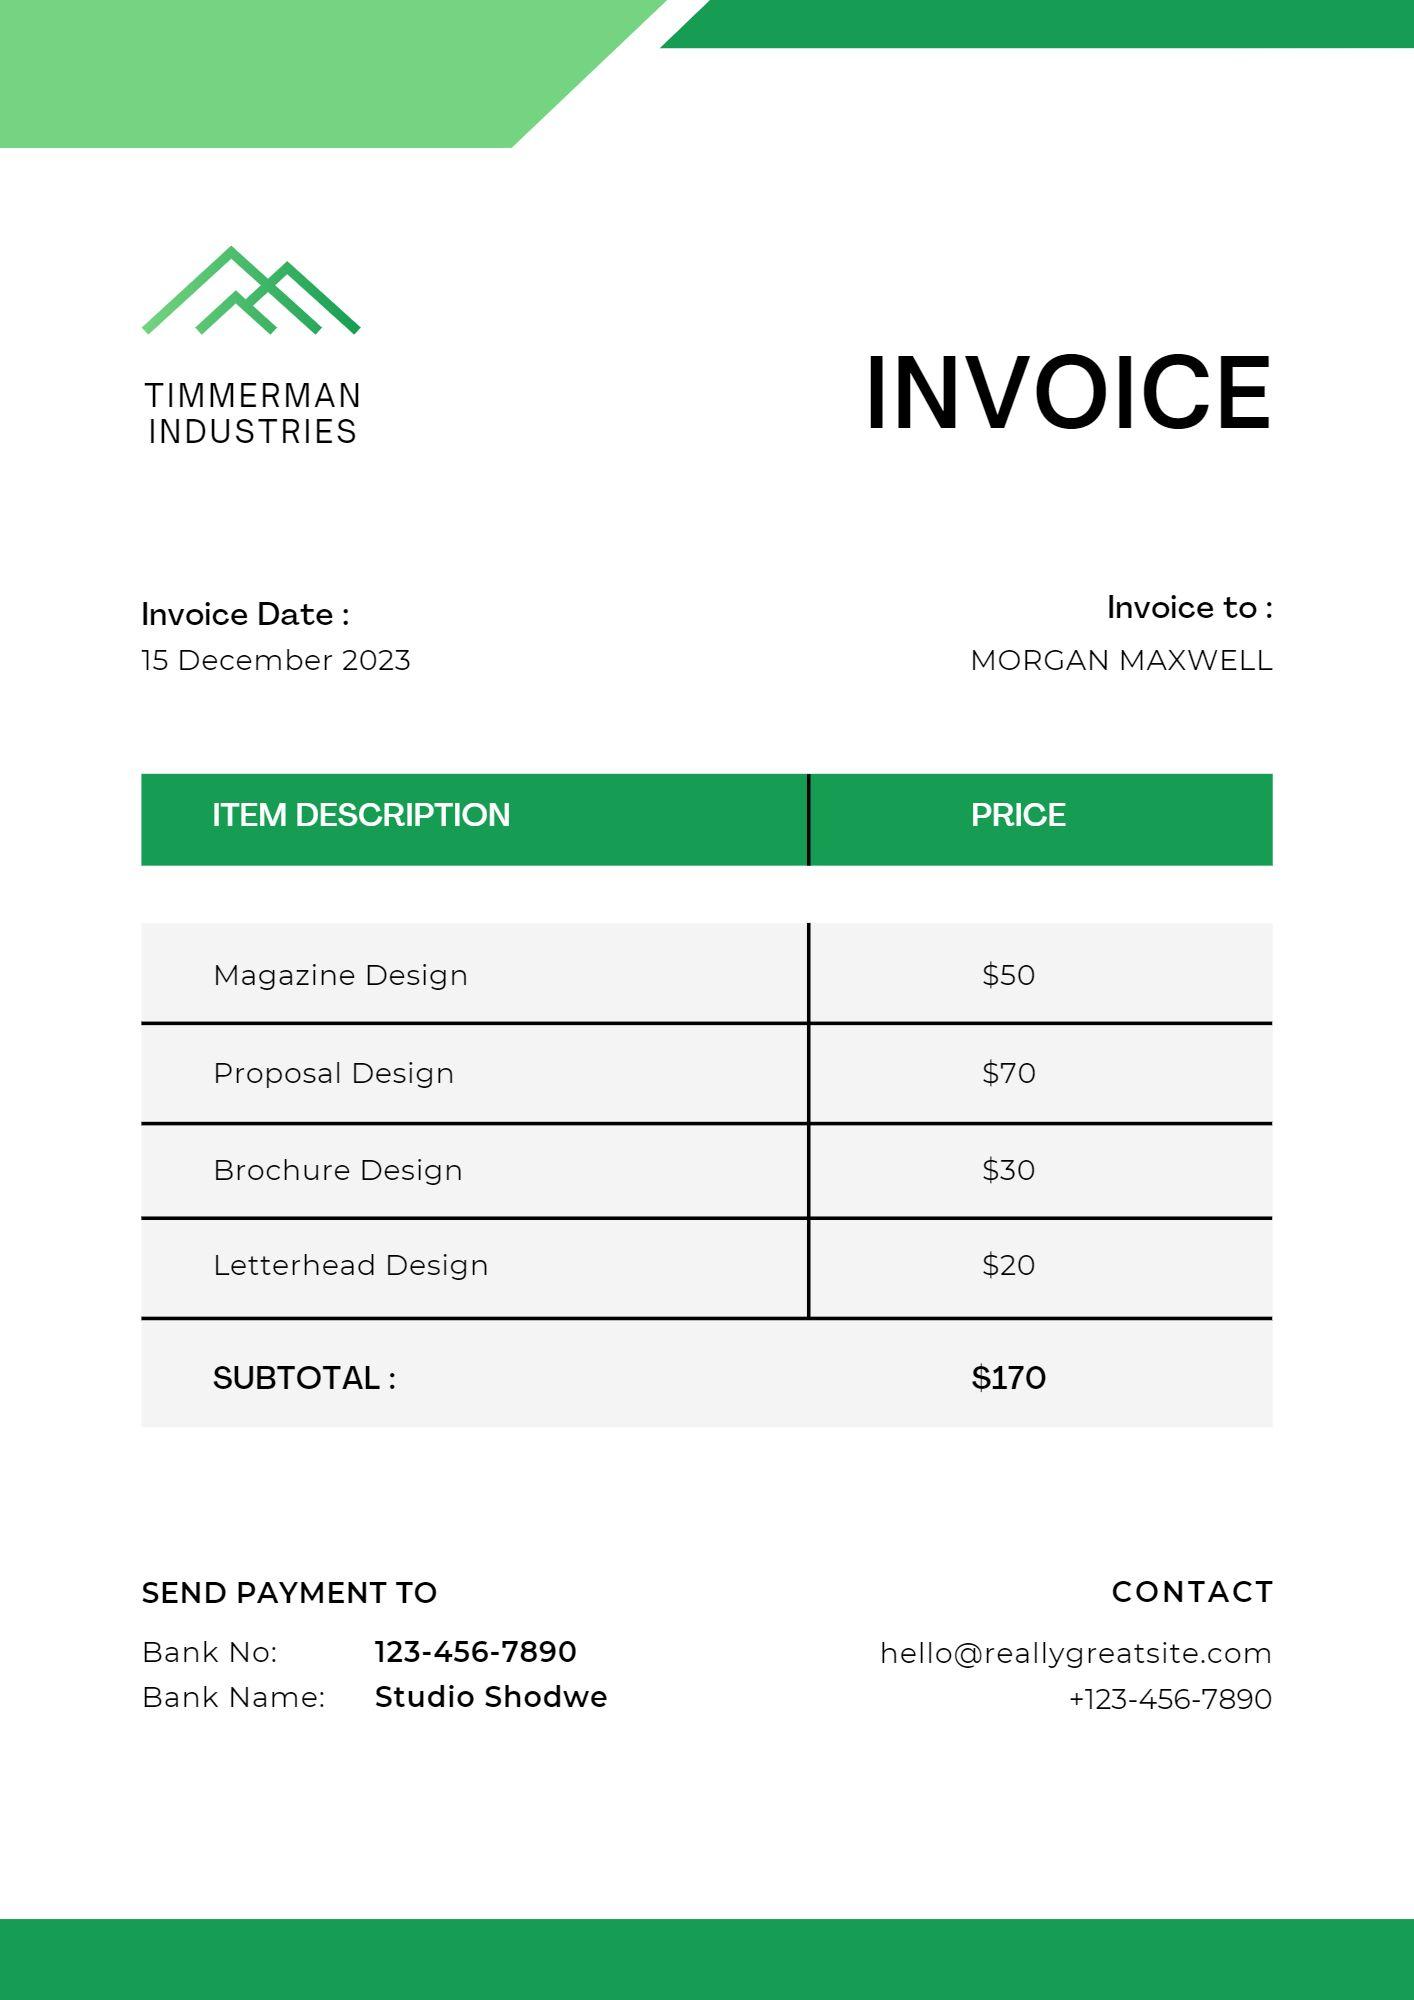 TIMMERMAN
INDUSTRIES
INVOICE
Invoice Date :
15 December 2023
Invoice to :
MORGAN MAXWELL
ITEM DESCRIPTION PRICE
Magazine Design $50
Proposal Design $70
Brochure Design $30
Letterhead Design $20
SUBTOTAL : $170
SEND PAYMENT TO
Bank No: 123-456-7890
Bank Name: Studio Shodwe
CONTACT
hello@reallygreatsite.com
+123-456-7890